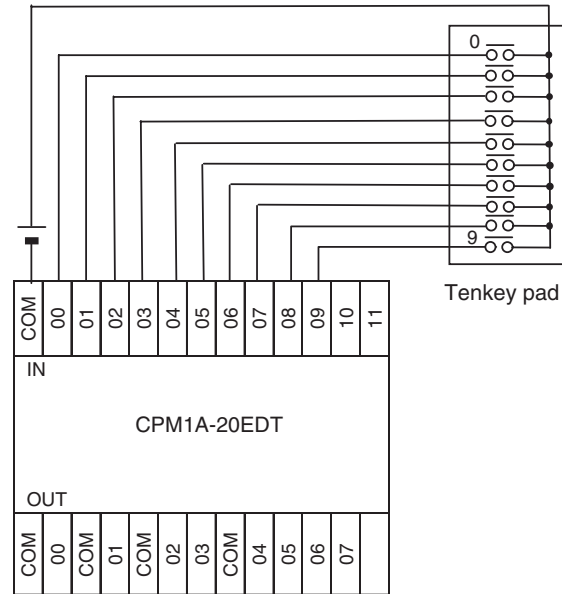 0
9
Tenkey pad
COM 00 01 02 03 04 05 06 07 08 09 10 11
IN
CPM1A-20EDT
OUT
COM 00 COM 01 COM 02 03 COM 04 05 06 07